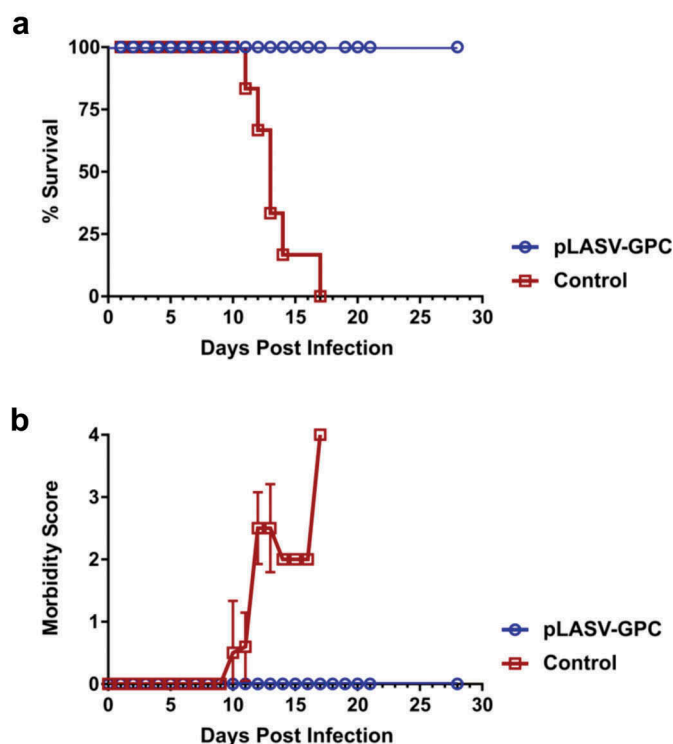 a
100
75
50
25
0
% Survival
0 5 10 15 20 25 30
Days Post Infection
pLASV-GPC
Control
b
4
3
2
1
0
Morbidity Score
0 5 10 15 20 25 30
Days Post Infection
pLASV-GPC
Control